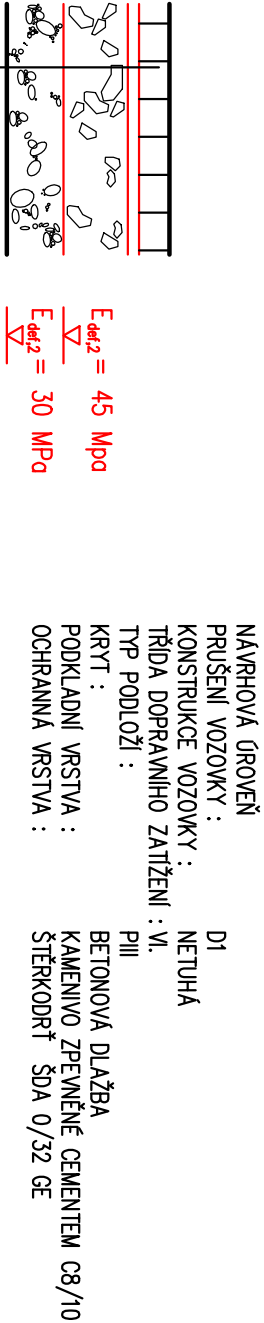 NÁVRHOVÁ ÚROVEŇ
PRUŠENÍ VOZOVKY : D1
KONSTRUKCE VOZOVKY : NETUHÁ
TŘÍDA DOPRAVNÍHO ZATÍŽENÍ : VI.
TYP PODLOŽÍ : PIII
KRYT : BETONOVÁ DLAŽBA
PODKLADNÍ VRSTVA : KAMENIVO ZPEVNĚNÉ CEMENTEM C8/10
OCHRANNÁ VRSTVA : ŠTĚRKODRŤ ŠDA 0/32 GE
E def,2 = 45 Mpa
E def,2 = 30 MPa